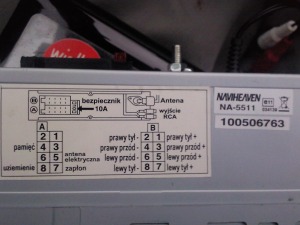 B
A
bezpiecznik
10A
Antena
wyjście
RCA
NAVIHEAVEN
NA-5511
100506763
A
2 1
pamięć 4 3
6 5 antena elektryczna
uziemienie 8 7 zapłon
B
prawy tył - 2 1 prawy tył +
prawy przód - 4 3 prawy przód +
lewy przód - 6 5 lewy przód +
lewy tył - 8 7 lewy tył +